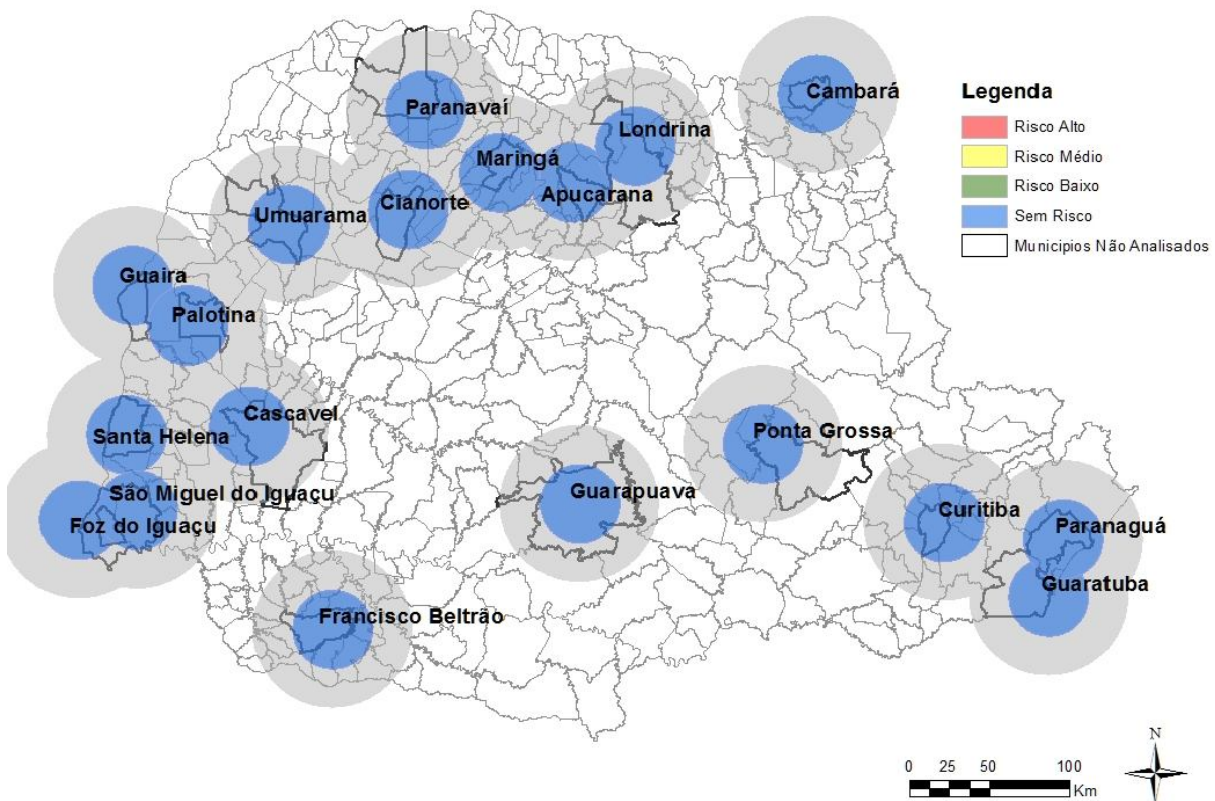 Paranavaí
Cambará
Londrina
Maringá
Apucarana
Cianorte
Umuarama
Guaira
Palotina
Cascavel
Santa Helena
São Miguel do Iguaçu
Foz do Iguaçu
Ponta Grossa
Guarapuava
Curitiba
Paranaguá
Guaratuba
Francisco Beltrão
Legenda
Risco Alto
Risco Médio
Risco Baixo
Sem Risco
Municipios Não Analisados
N
0 25 50 100
Km